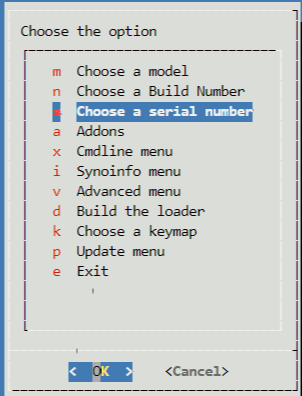 Choose the option
m Choose a model
n Choose a Build Number
s Choose a serial number
a Addons
x Cmdline menu
i Synoinfo menu
v Advanced menu
d Build the loader
k Choose a keymap
p Update menu
e Exit
< OK > <Cancel>